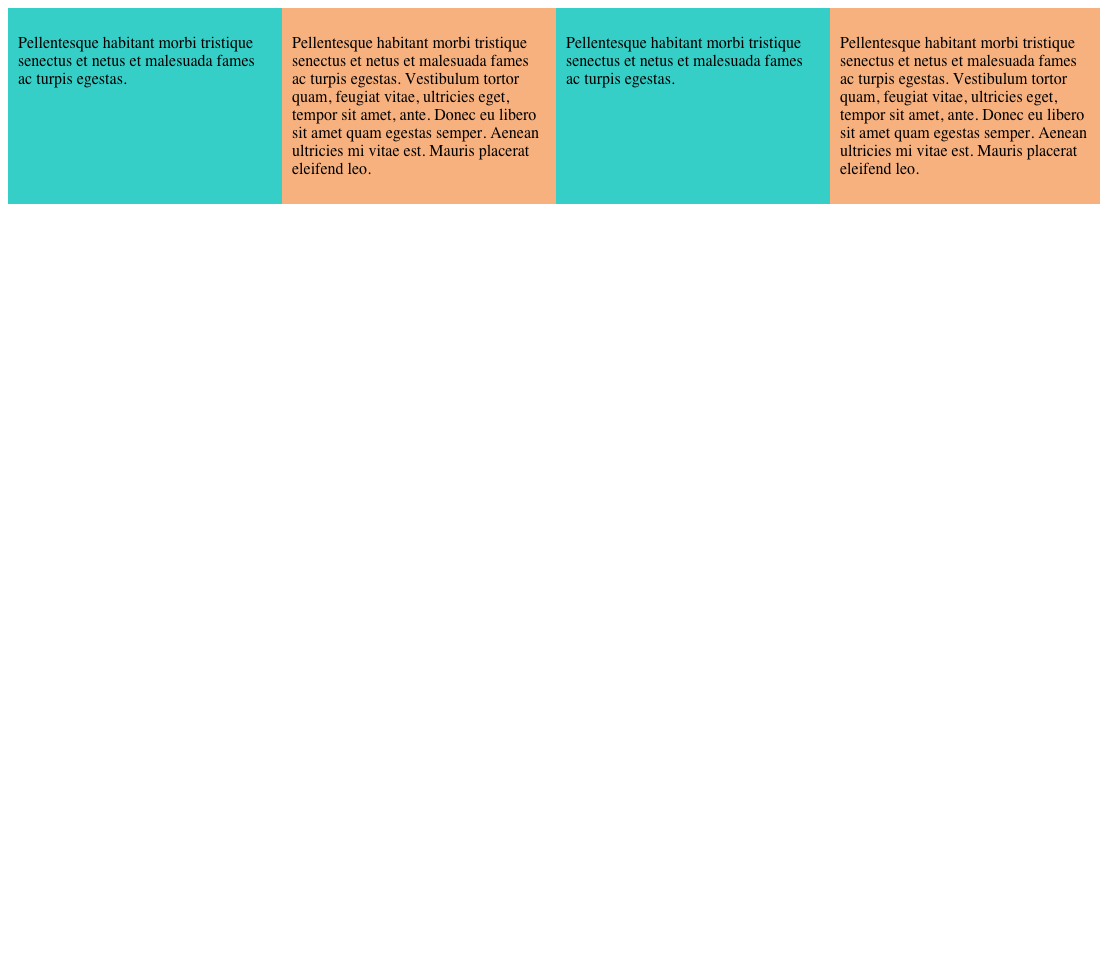 Pellentesque habitant morbi tristique
senectus et netus et malesuada fames
ac turpis egestas.
Pellentesque habitant morbi tristique
senectus et netus et malesuada fames
ac turpis egestas. Vestibulum tortor
quam, feugiat vitae, ultricies eget,
tempor sit amet, ante. Donec eu libero
sit amet quam egestas semper. Aenean
ultricies mi vitae est. Mauris placerat
eleifend leo.
Pellentesque habitant morbi tristique
senectus et netus et malesuada fames
ac turpis egestas.
Pellentesque habitant morbi tristique
senectus et netus et malesuada fames
ac turpis egestas. Vestibulum tortor
quam, feugiat vitae, ultricies eget,
tempor sit amet, ante. Donec eu libero
sit amet quam egestas semper. Aenean
ultricies mi vitae est. Mauris placerat
eleifend leo.